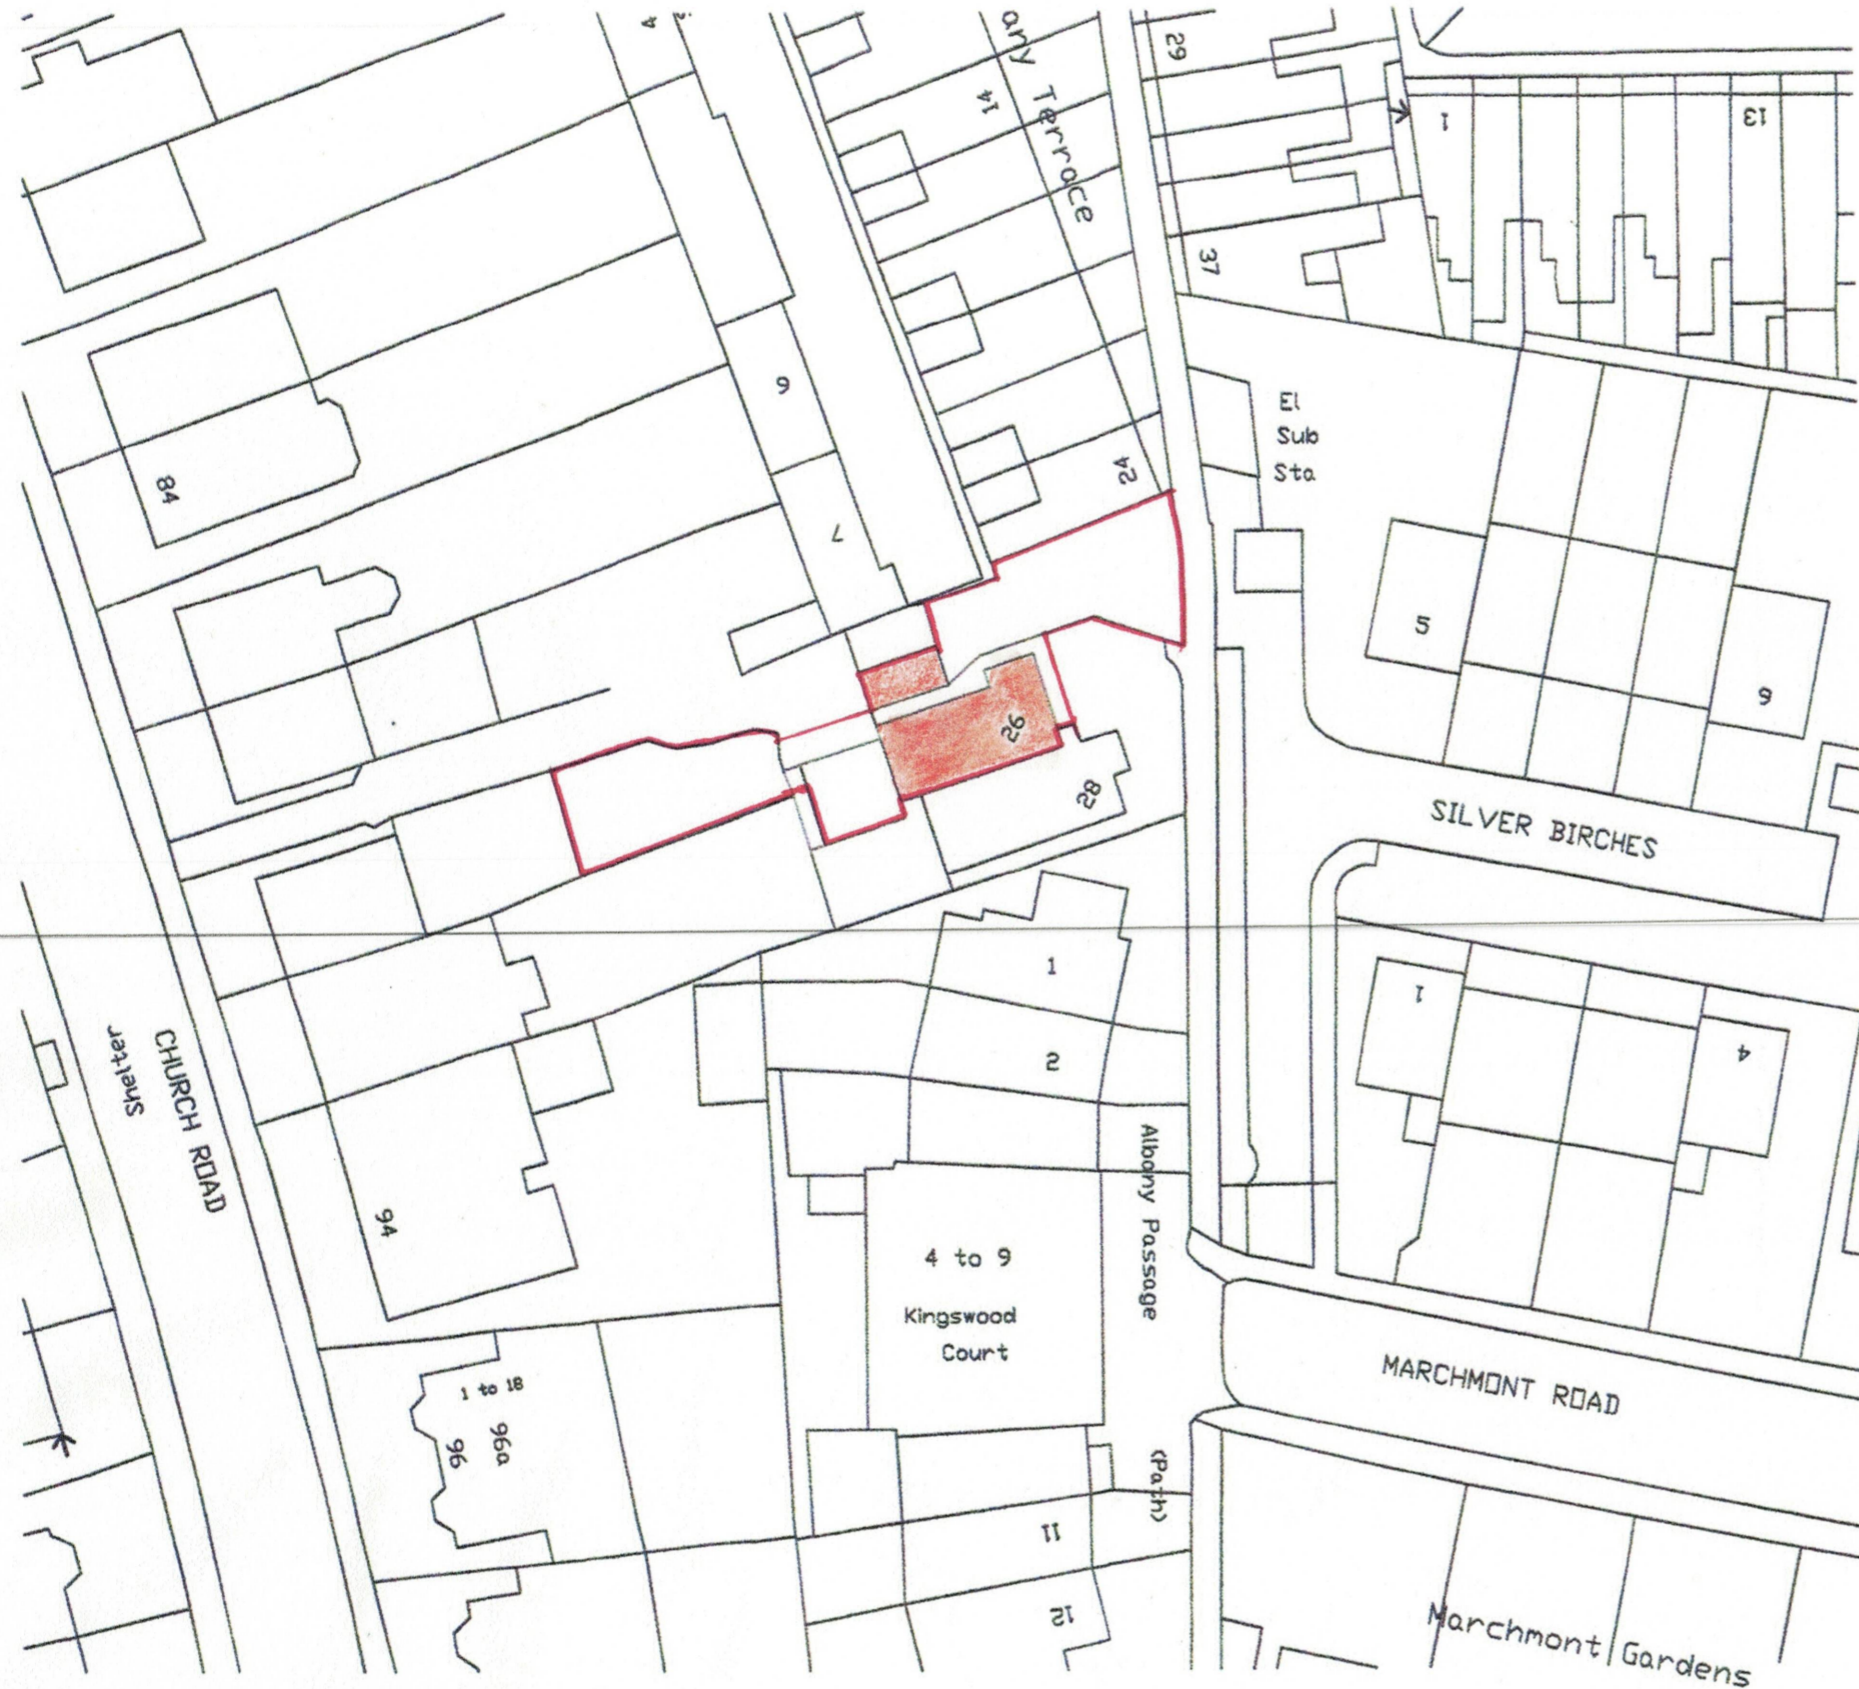 4
29
any Terrace
14
1
13
37
6
El
Sub
Sta
84
24
7
5
9
26
28
SILVER BIRCHES
1
1
4
2
CHURCH ROAD
Shelter
Albany Passage
94
4 to 9
Kingswood
Court
MARCHMONT ROAD
1 to 18
96a
96
(Path)
11
12
Marchmont Gardens